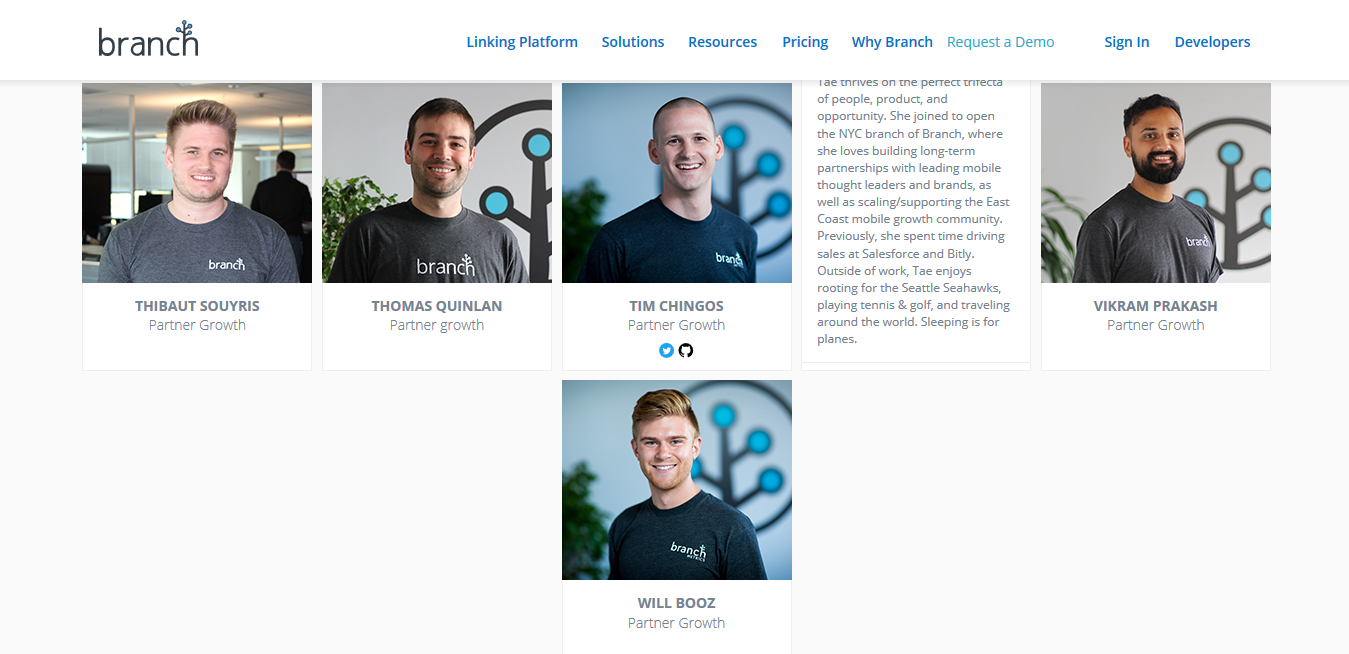 branch
Linking Platform Solutions Resources Pricing Why Branch Request a Demo Sign In Developers
branch
THIBAUT SOUYRIS
Partner Growth
branch
THOMAS QUINLAN
Partner growth
branch
TIM CHINGOS
Partner Growth
Tae thrives on the perfect trifecta
of people, product, and
opportunity. She joined to open
the NYC branch of Branch, where
she loves building long-term
partnerships with leading mobile
thought leaders and brands, as
well as scaling/supporting the East
Coast mobile growth community.
Previously, she spent time driving
sales at Salesforce and Bitly.
Outside of work, Tae enjoys
rooting for the Seattle Seahawks,
playing tennis & golf, and traveling
around the world. Sleeping is for
planes.
branch
VIKRAM PRAKASH
Partner Growth
branch
METRICS
WILL BOOZ
Partner Growth